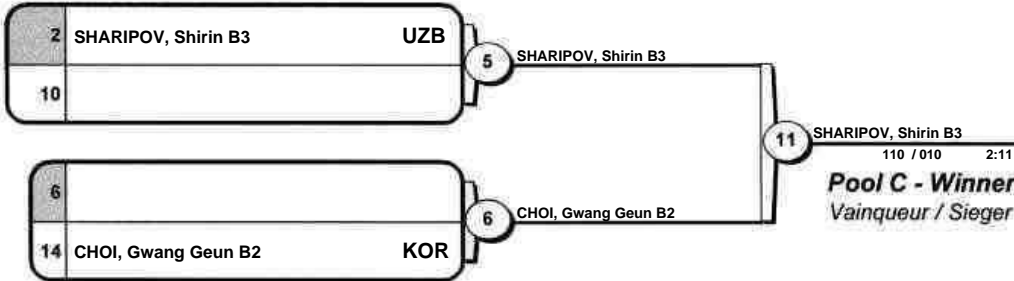 2 SHARIPOV, Shirin B3 UZB
10
5 SHARIPOV, Shirin B3
6
14 CHOI, Gwang Geun B2 KOR
6 CHOI, Gwang Geun B2
11 SHARIPOV, Shirin B3
110 / 010 2:11
Pool C - Winner
Vainqueur / Sieger